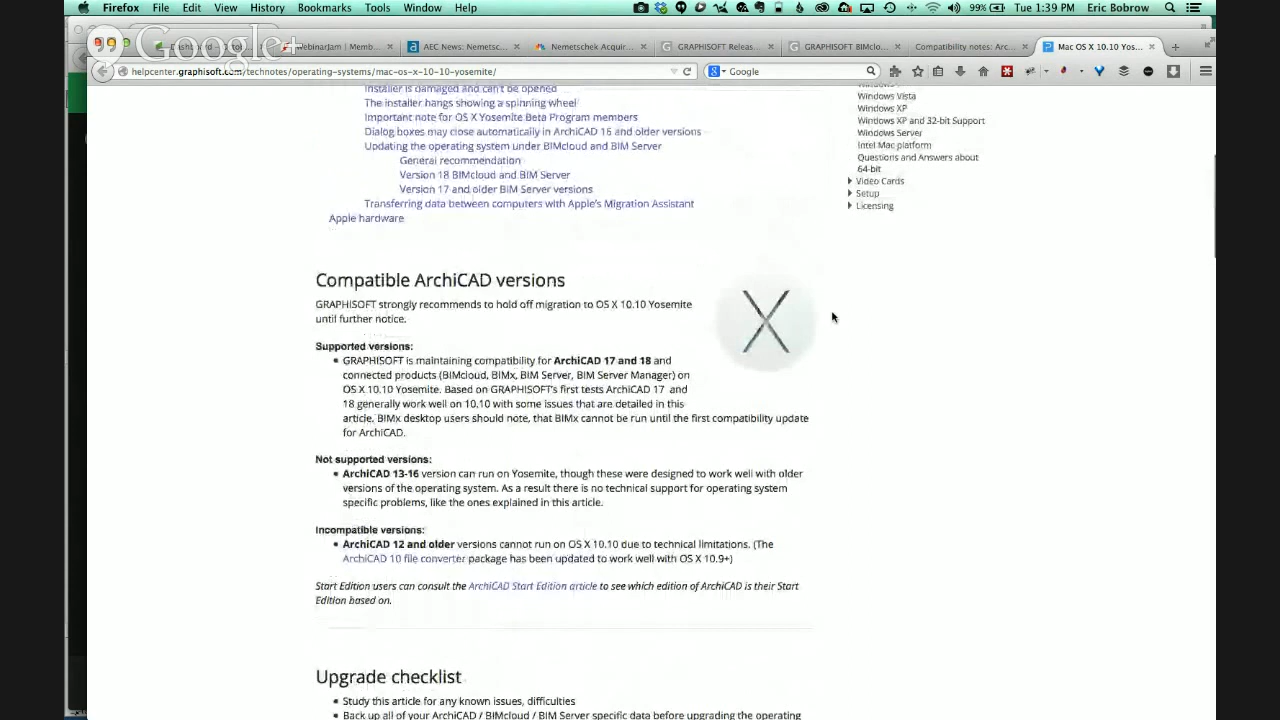 Firefox File Edit View History Bookmarks Tools Window Help 99% Tue 1:39 PM Eric Bobrow
Google+
WebinarJam | Memb... AEC News: Nemetsc... Nemetschek Acquir... GRAPHISOFT Releas... GRAPHISOFT BIMclo... Compatibility notes: Arc... Mac OS X 10.10 Yos...
helpcenter.graphisoft.com/technotes/operating-systems/mac-os-x-10-10-yosemite/ Google
Installer is damaged and can't be opened
The installer hangs showing a spinning wheel
Important note for OS X Yosemite Beta Program members
Dialog boxes may close automatically in ArchiCAD 16 and older versions
Updating the operating system under BIMcloud and BIM Server
General recommendation
Version 18 BIMcloud and BIM Server
Version 17 and older BIM Server versions
Transferring data between computers with Apple's Migration Assistant
Apple hardware
Windows Vista
Windows XP
Windows XP and 32-bit Support
Windows Server
Intel Mac platform
Questions and Answers about
64-bit
Video Cards
Setup
Licensing
Compatible ArchiCAD versions
GRAPHISOFT strongly recommends to hold off migration to OS X 10.10 Yosemite
until further notice.
X
Supported versions:
GRAPHISOFT is maintaining compatibility for ArchiCAD 17 and 18 and
connected products (BIMcloud, BIMx, BIM Server, BIM Server Manager) on
OS X 10.10 Yosemite. Based on GRAPHISOFT's first tests ArchiCAD 17 and
18 generally work well on 10.10 with some issues that are detailed in this
article. BIMx desktop users should note, that BIMx cannot be run until the first compatibility update
for ArchiCAD.
Not supported versions:
ArchiCAD 13-16 version can run on Yosemite, though these were designed to work well with older
versions of the operating system. As a result there is no technical support for operating system
specific problems, like the ones explained in this article.
Incompatible versions:
ArchiCAD 12 and older versions cannot run on OS X 10.10 due to technical limitations. (The
ArchiCAD 10 file converter package has been updated to work well with OS X 10.9+)
Start Edition users can consult the ArchiCAD Start Edition article to see which edition of ArchiCAD is their Start
Edition based on.
Upgrade checklist
Study this article for any known issues, difficulties
Back up all of your ArchiCAD / BIMcloud / BIM Server specific data before upgrading the operating